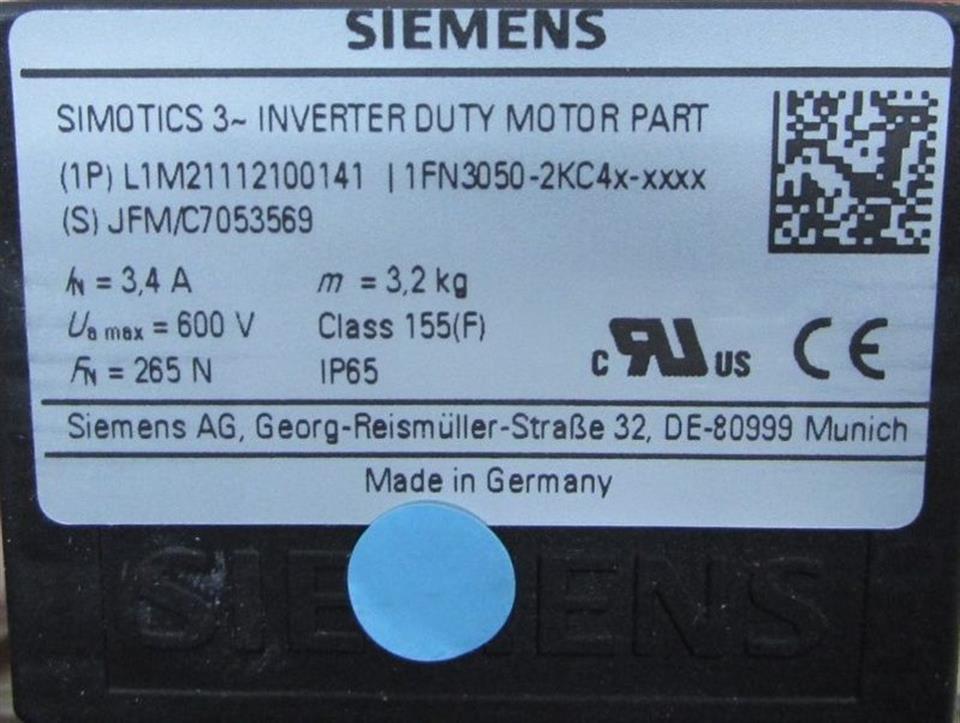 SIEMENS
SIMOTICS 3~ INVERTER DUTY MOTOR PART
(1P) L1M21112100141 | 1FN3050-2KC4x-xxxx
(S) JFM/C7053569
IN = 3,4 A m = 3,2 kg
Ua max = 600 V Class 155(F)
FN = 265 N IP65
c RU US CE
Siemens AG, Georg-Reismüller-Straße 32, DE-80999 Munich
Made in Germany
SIEMENS